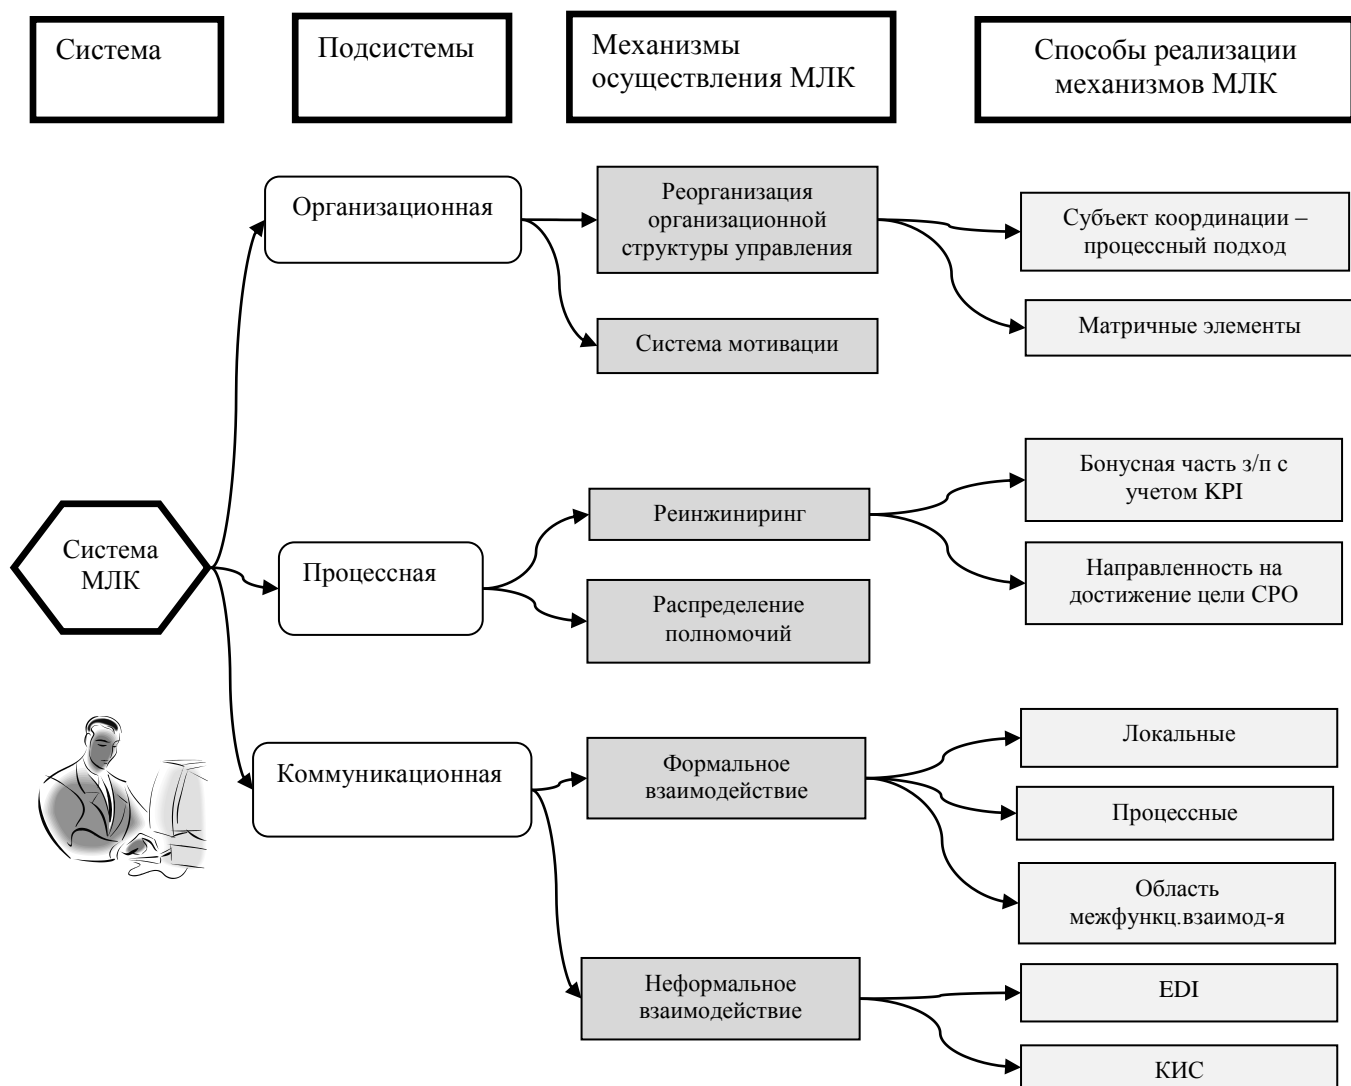 Система
Подсистемы
Механизмы
осуществления МЛК
Способы реализации
механизмов МЛК
Организационная
Реорганизация
организационной
структуры управления
Субъект координации –
процессный подход
Матричные элементы
Система мотивации
Бонусная часть з/п с
учетом KPI
Реинжиниринг
Система
МЛК
Процессная
Направленность на
достижение цели СРО
Распределение
полномочий
Локальные
Коммуникационная
Формальное
взаимодействие
Процессные
Область
межфункц.взаимод-я
Неформальное
взаимодействие
EDI
КИС